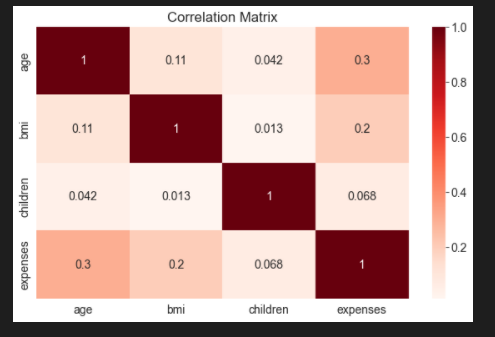 Correlation Matrix
age 1 0.11 0.042 0.3
bmi 0.11 1 0.013 0.2
children 0.042 0.013 1 0.068
expenses 0.3 0.2 0.068 1
age bmi children expenses
1.0
0.8
0.6
0.4
0.2